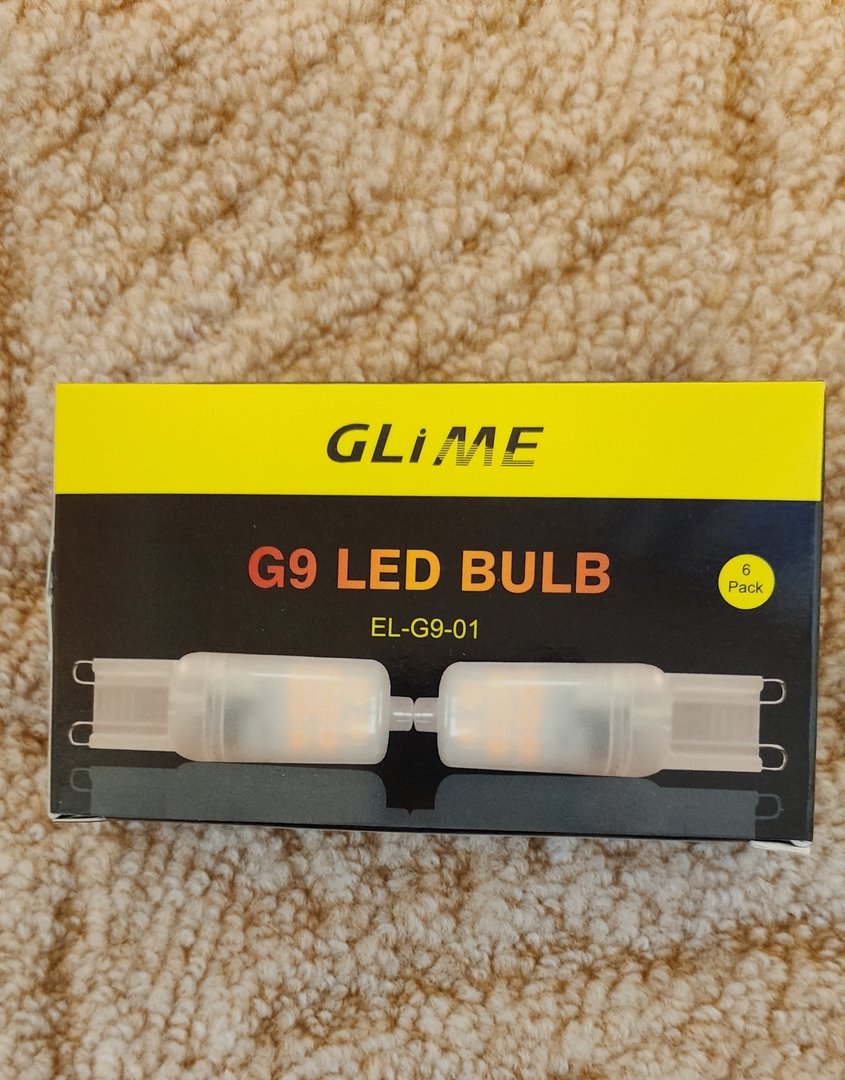 GLiME
G9 LED BULB
6
Pack
EL-G9-01